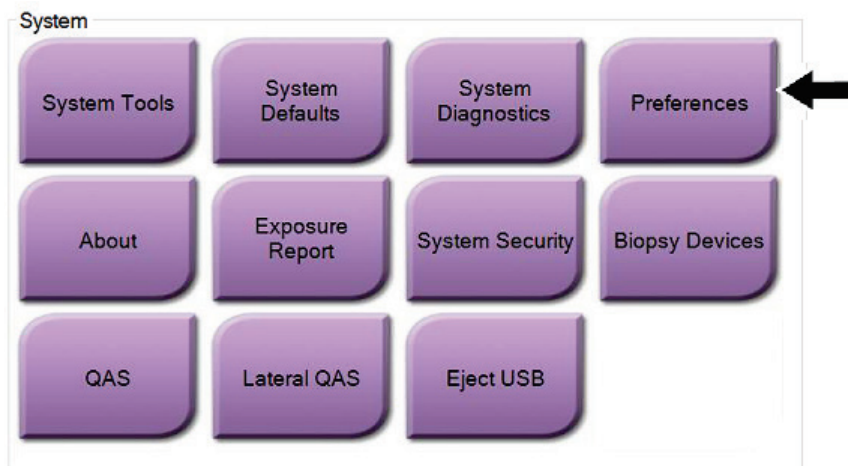 System
System Tools
System
Defaults
System
Diagnostics
Preferences
About
Exposure
Report
System Security
Biopsy Devices
QAS
Lateral QAS
Eject USB